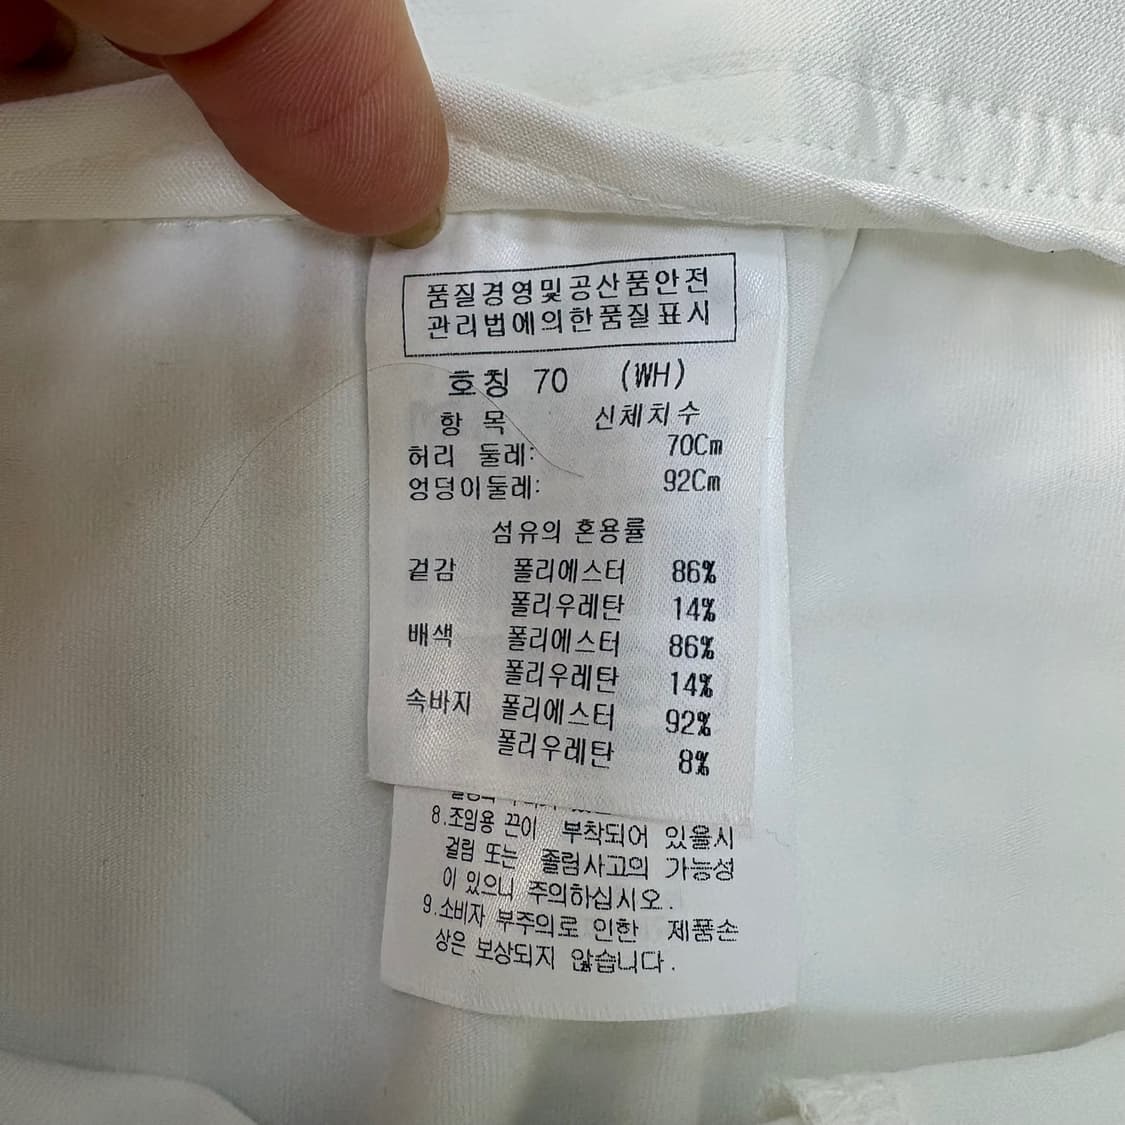 품질경영및공산품안전
관리법에의한품질표시
호칭 70 (WH)
항 목 신체치수
허리 둘레: 70Cm
엉덩이둘레: 92Cm
섬유의 혼용률
겉감 폴리에스터 86%
폴리우레탄 14%
배색 폴리에스터 86%
폴리우레탄 14%
속바지 폴리에스터 92%
폴리우레탄 8%
8.조임용 끈이 부착되어 있을시
걸림 또는 졸림사고의 가능성
이 있으니 주의하십시오.
9.소비자 부주의로 인한 제품손
상은 보상되지 않습니다.